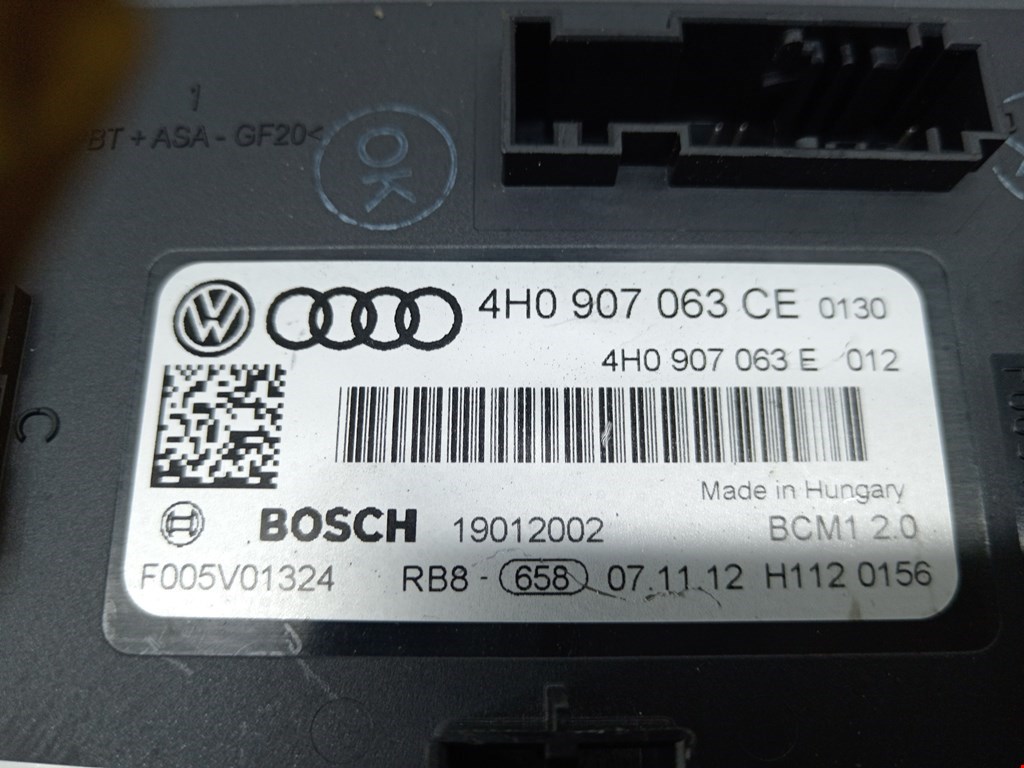 1
BT + ASA - GF20<
OK
4H0 907 063 CE 0130
4H0 907 063 E 012
Made in Hungary
BOSCH 19012002 BCM1 2.0
F005V01324 RB8 - 658 07.11.12 H112 0156
C